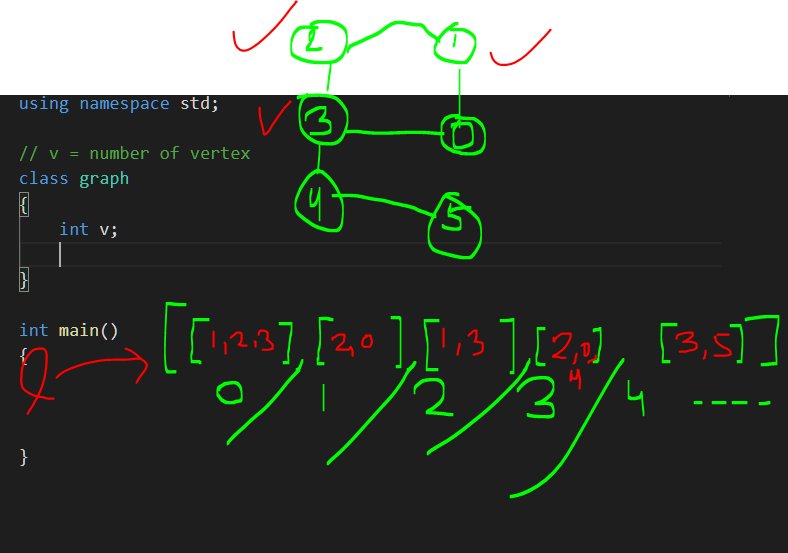 2 1
using namespace std;
3 0
// v = number of vertex
class graph
{
4 5
int v;
}
int main()
[[1,2,3], [2,0], [1,3], [2,0,4] [3,5]]
{
0 1 2 3 4 ----
}